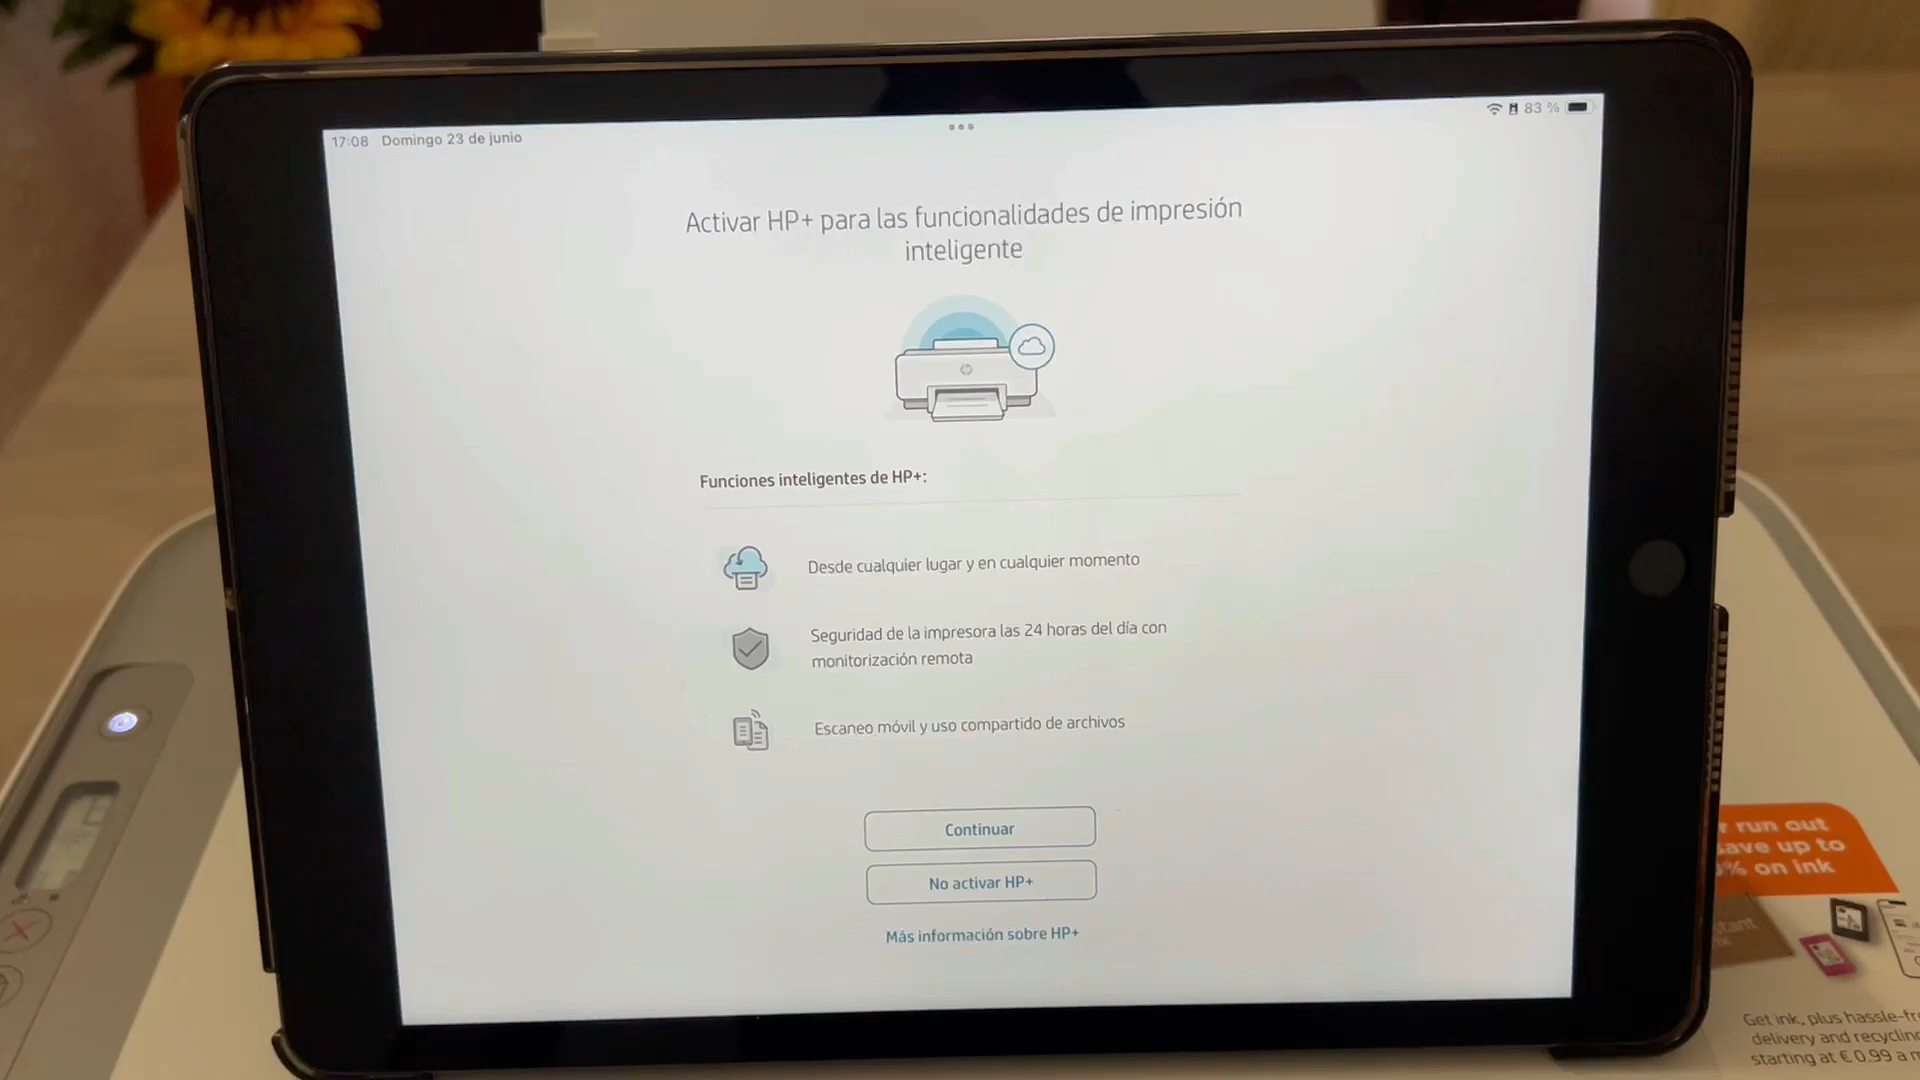 17:08 Domingo 23 de junio
83 %
Activar HP+ para las funcionalidades de impresión
inteligente
Funciones inteligentes de HP+:
Desde cualquier lugar y en cualquier momento
Seguridad de la impresora las 24 horas del día con
monitorización remota
Escaneo móvil y uso compartido de archivos
Continuar
No activar HP+
Más información sobre HP+
run out
save up to
% on ink
Get ink, plus hassle-fr
delivery and recyclin
starting at € 0.99 a m